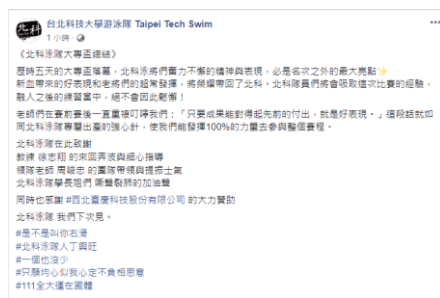 北科
台北科技大學游泳隊 Taipei Tech Swim
1 小時 ·
《北科泳隊大專盃總結》
歷時五天的大專盃落幕，北科泳將們奮力不懈的精神與表現，必是名次之外的最大亮點✨
新血帶來的好表現和老將們的超常發揮，將榮耀帶回了北科。北科隊員們將會吸取這次比賽的經驗，
融入之後的練習當中，絕不會因此鬆懈！
老師們在賽前賽後一直重複叮嚀我們：「只要成果能對得起先前的付出，就是好表現。」這段話就如
同北科泳隊專屬出產的強心針，使我們能發揮100%的力量去參與整個賽程。
北科泳隊在此致謝
教練 徐志翔 的來回奔波與細心指導
領隊老師 周峻忠 的團隊帶領與提振士氣
北科泳隊學長姐們 嘶聲裂肺的加油聲
同時也感謝 #西北臺慶科技股份有限公司 的大力贊助
北科泳隊 我們下次見。
#是不是叫你右滑
#北科泳隊人丁興旺
#一個也沒少
#只願均心似我心定不負相思意
#111全大運在國體